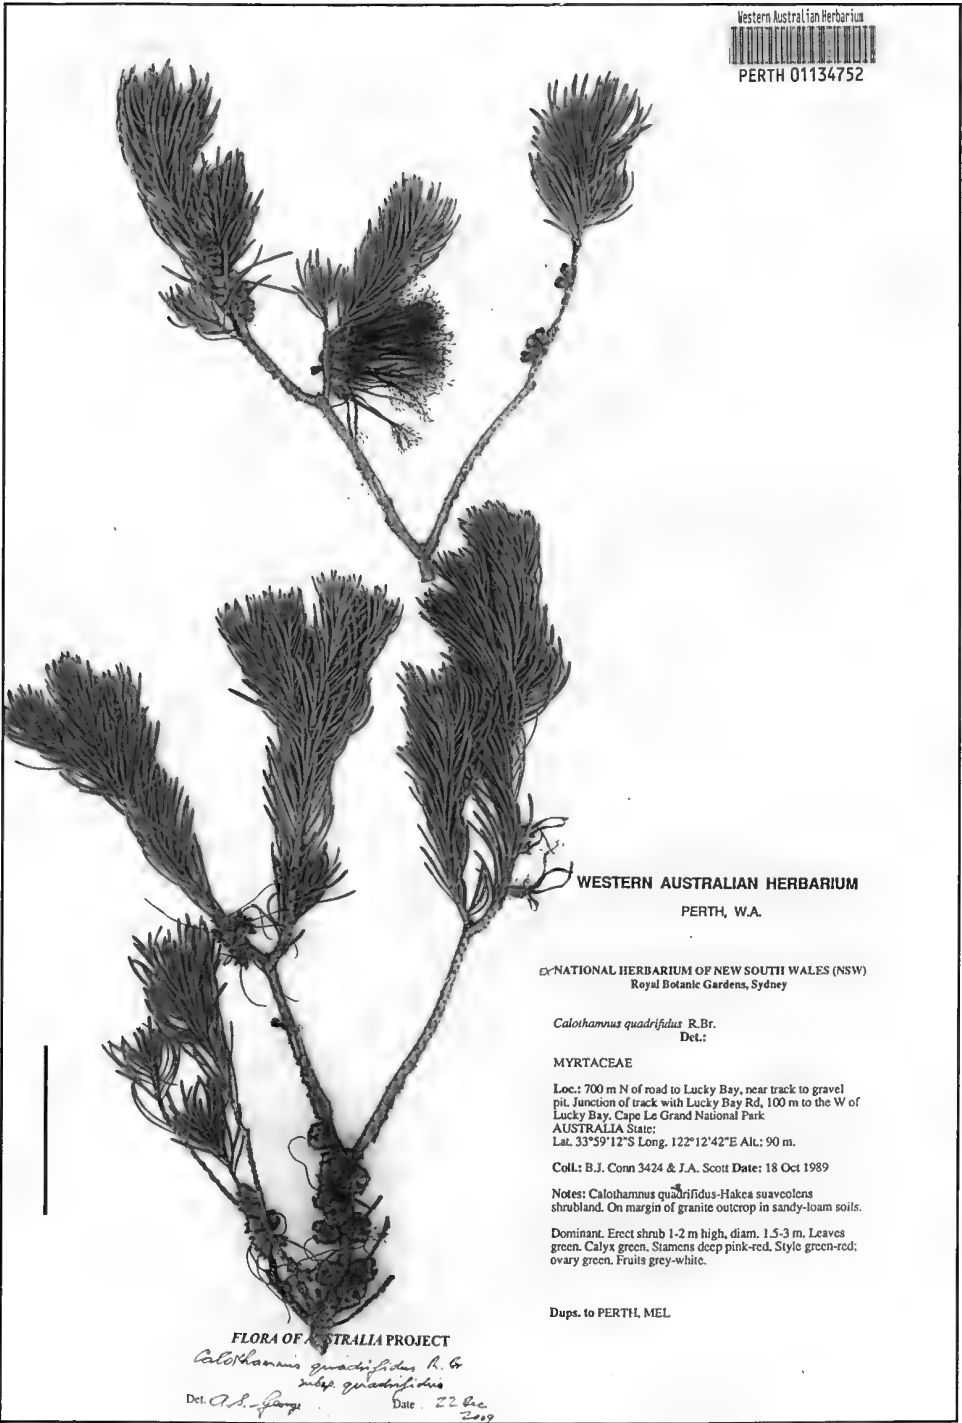 Western Australian Herbarium
PERTH 01134752
WESTERN AUSTRALIAN HERBARIUM
PERTH, W.A.
ex NATIONAL HERBARIUM OF NEW SOUTH WALES (NSW)
Royal Botanic Gardens, Sydney
Calothamnus quadrifidus R.Br.
Det.:
MYRTACEAE
Loc.: 700 m N of road to Lucky Bay, near track to gravel
pit. Junction of track with Lucky Bay Rd, 100 m to the W of
Lucky Bay. Cape Le Grand National Park
AUSTRALIA State:
Lat. 33°59'12"S Long. 122°12'42"E Alt.: 90 m.
Coll.: B.J. Conn 3424 & J.A. Scott Date: 18 Oct 1989
Notes: Calothamnus quadrifidus-Hakea suaveolens
shrubland. On margin of granite outcrop in sandy-loam soils.
Dominant. Erect shrub 1-2 m high, diam. 1.5-3 m. Leaves
green. Calyx green. Stamens deep pink-red. Style green-red;
ovary green. Fruits grey-white.
Dups. to PERTH, MEL
FLORA OF AUSTRALIA PROJECT
Calothamnus quadrifidus R. Br
subsp. quadrifidus
Det. A.S. George Date 22 Dec
2009